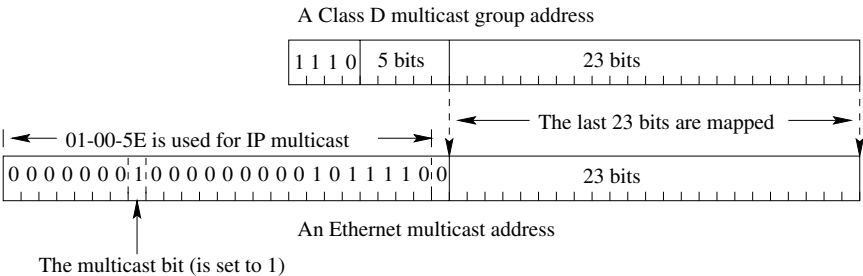 A Class D multicast group address
1 1 1 0 5 bits 23 bits
The last 23 bits are mapped
01-00-5E is used for IP multicast
0 0 0 0 0 0 0 1 0 0 0 0 0 0 0 0 0 1 0 1 1 1 1 0 0 23 bits
An Ethernet multicast address
The multicast bit (is set to 1)